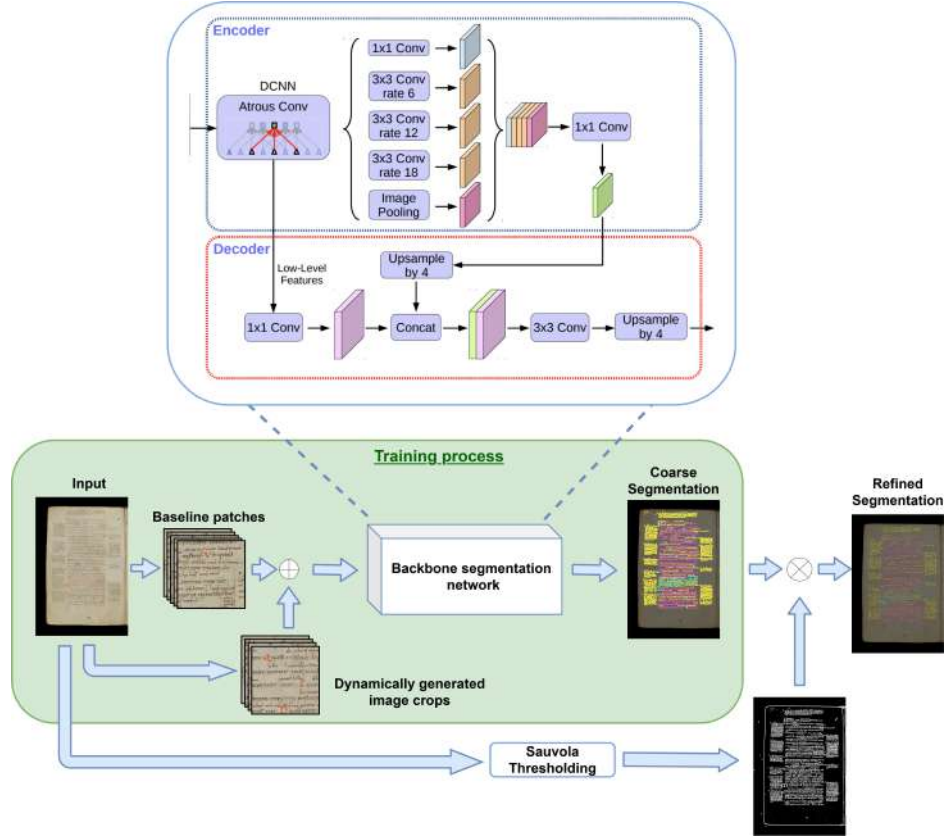 Encoder
DCNN
Atrous Conv
1x1 Conv
3x3 Conv
rate 6
3x3 Conv
rate 12
3x3 Conv
rate 18
Image
Pooling
1x1 Conv
Decoder
Low-Level
Features
Upsample
by 4
1x1 Conv
Concat
3x3 Conv
Upsample
by 4
Training process
Input
Baseline patches
Backbone segmentation
network
Coarse
Segmentation
Refined
Segmentation
Dynamically generated
image crops
Sauvola
Thresholding